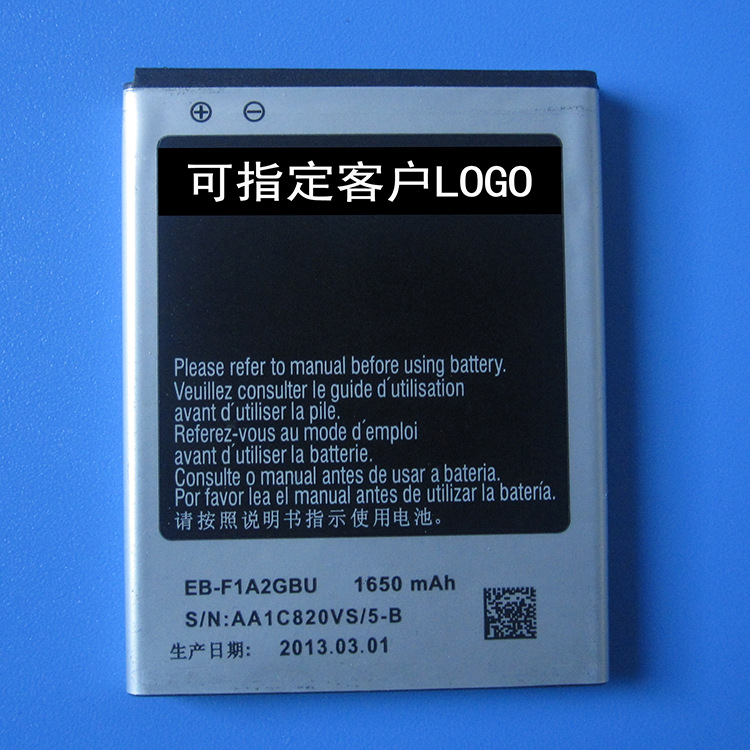 可指定客户LOGO
Please refer to manual before using battery.
Veuillez consulter le guide d´utilisation
avant d´utiliser la pile.
Referez-vous au mode d´emploi
avant d´utiliser la batterie.
Consulte o manual antes de usar a bateria.
Por favor lea el manual antes de utilizar la batería.
请按照说明书指示使用电池。
EB-F1A2GBU 1650 mAh
S/N:AA1C820VS/5-B
生产日期: 2013.03.01